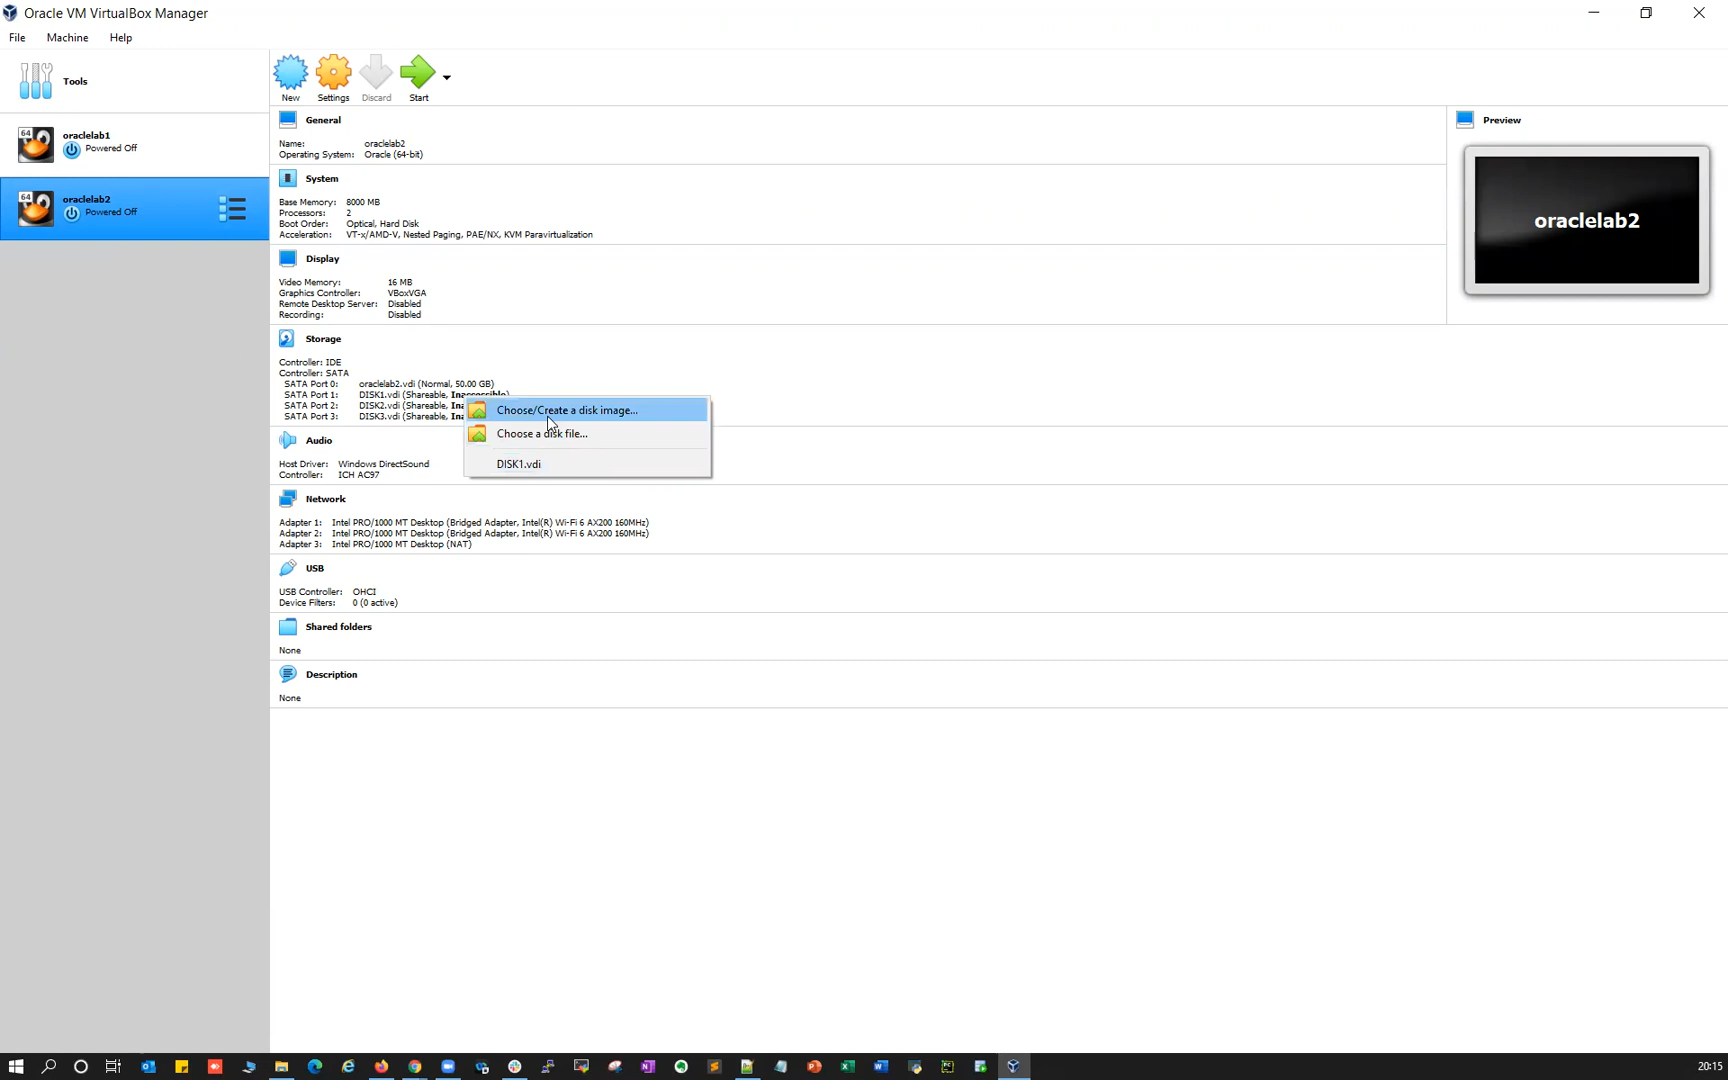 Oracle VM VirtualBox Manager
File Machine Help
Tools
New Settings Discard Start
64 oraclelab1
Powered Off
64 oraclelab2
Powered Off
General
Name: oraclelab2
Operating System: Oracle (64-bit)
System
Base Memory: 8000 MB
Processors: 2
Boot Order: Optical, Hard Disk
Acceleration: VT-x/AMD-V, Nested Paging, PAE/NX, KVM Paravirtualization
Display
Video Memory: 16 MB
Graphics Controller: VBoxVGA
Remote Desktop Server: Disabled
Recording: Disabled
Storage
Controller: IDE
Controller: SATA
SATA Port 0: oraclelab2.vdi (Normal, 50.00 GB)
SATA Port 1: DISK1.vdi (Shareable, Inaccessible)
SATA Port 2: DISK2.vdi (Shareable, Ina
SATA Port 3: DISK3.vdi (Shareable, Ina
Choose/Create a disk image...
Choose a disk file...
DISK1.vdi
Audio
Host Driver: Windows DirectSound
Controller: ICH AC97
Network
Adapter 1: Intel PRO/1000 MT Desktop (Bridged Adapter, Intel(R) Wi-Fi 6 AX200 160MHz)
Adapter 2: Intel PRO/1000 MT Desktop (Bridged Adapter, Intel(R) Wi-Fi 6 AX200 160MHz)
Adapter 3: Intel PRO/1000 MT Desktop (NAT)
USB
USB Controller: OHCI
Device Filters: 0 (0 active)
Shared folders
None
Description
None
Preview
oraclelab2
20:15